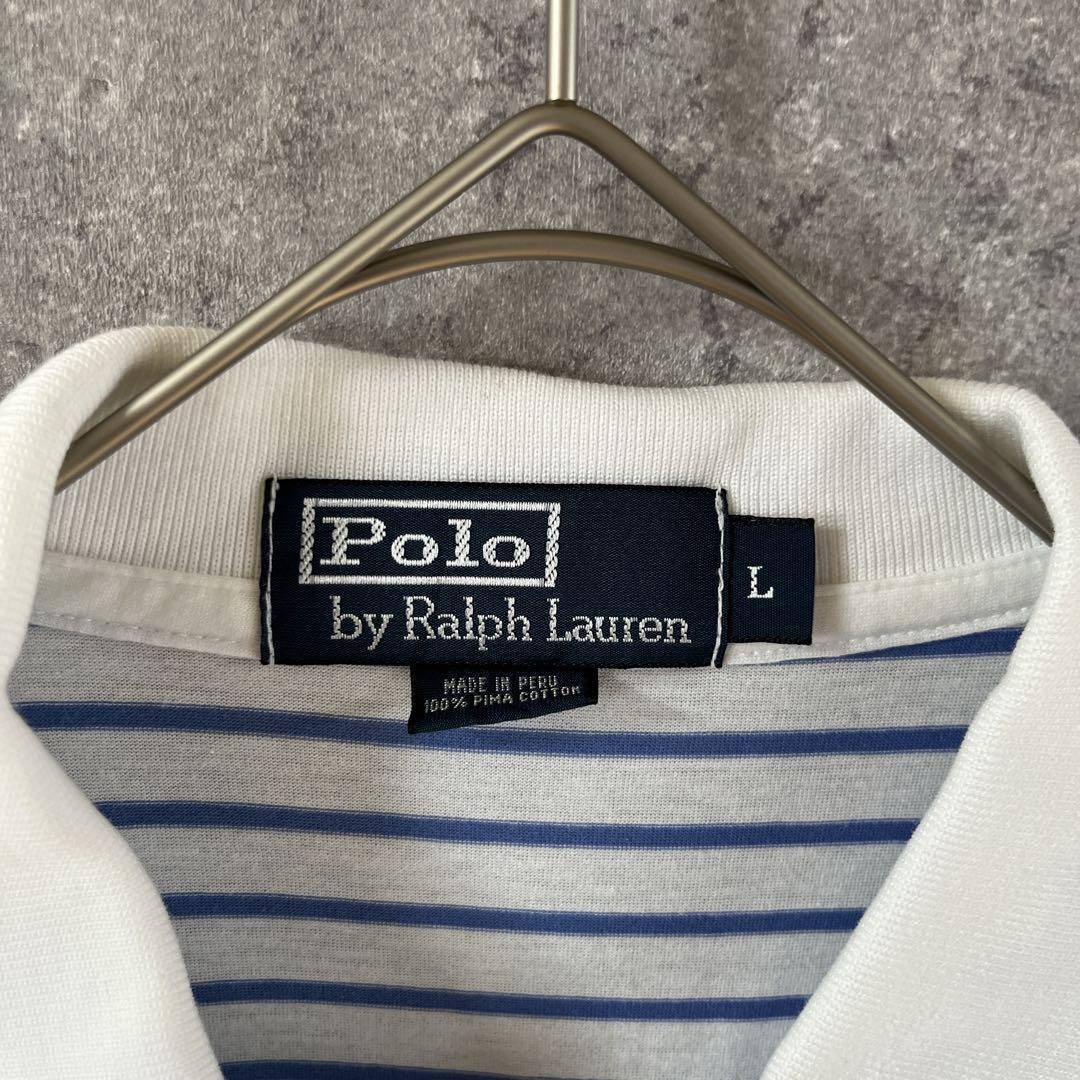 Polo
by Ralph Lauren
L
MADE IN PERU
100% PIMA COTTON